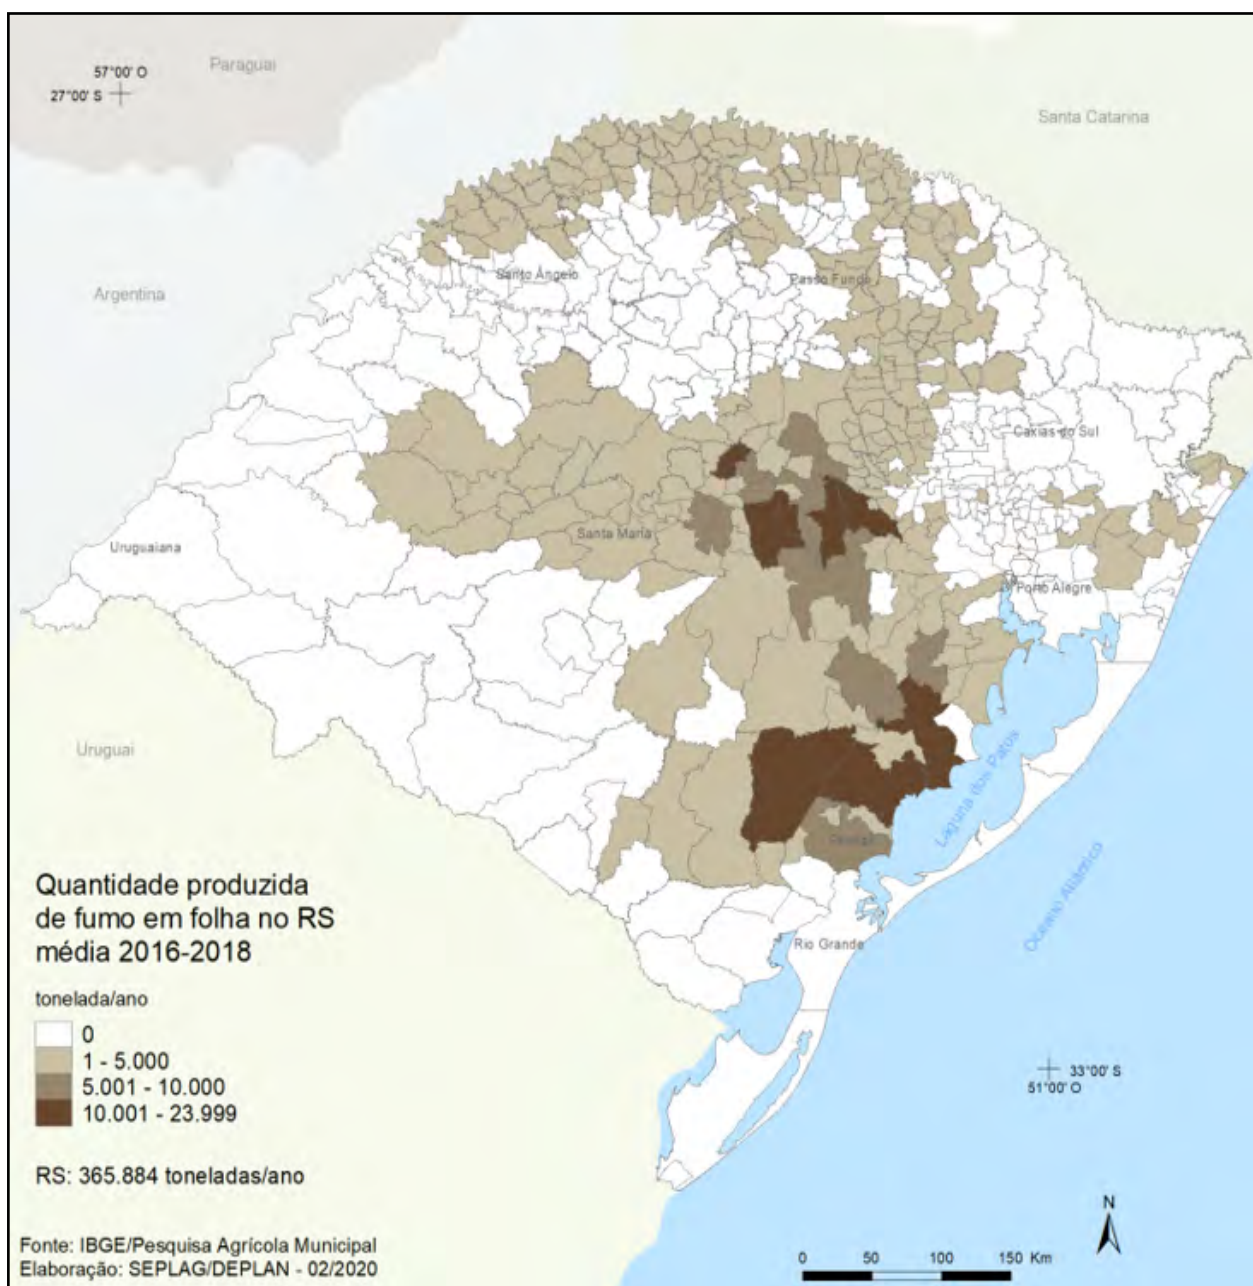 Paraguai
57°00' O
27°00' S
Santa Catarina
Santo Ângelo
Passo Fundo
Argentina
Caxias do Sul
Santa Maria
Uruguaiana
Porto Alegre
Uruguai
Laguna dos Patos
Pelotas
Oceano Atlântico
Rio Grande
Quantidade produzida
de fumo em folha no RS
média 2016-2018
tonelada/ano
0
1 - 5.000
5.001 - 10.000
10.001 - 23.999
33°00' S
51°00' O
RS: 365.884 toneladas/ano
N
Fonte: IBGE/Pesquisa Agrícola Municipal
Elaboração: SEPLAG/DEPLAN - 02/2020
0 50 100 150 Km